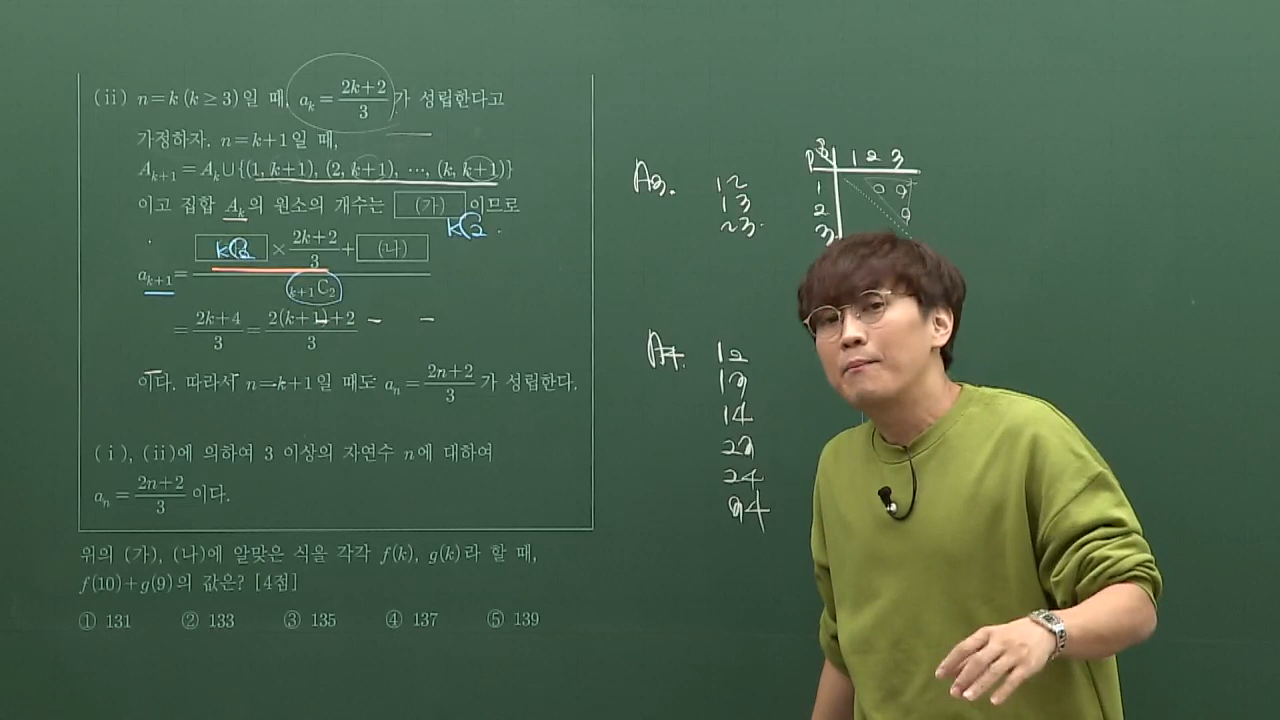 (ⅱ) n=k (k≥3)일 때, a_k = (2k+2)/3 가 성립한다고
가정하자. n=k+1일 때,
A_{k+1} = A_k∪{(1, k+1), (2, k+1), ⋯, (k, k+1)}
이고 집합 A_k의 원소의 개수는 (가) 이므로
kC2
a_{k+1} = (kC2 × (2k+2)/3 + (나)) / _{k+1}C_2
= (2k+4)/3 = (2(k+1)+2)/3
이다. 따라서 n=k+1일 때도 a_n = (2n+2)/3 가 성립한다.
(ⅰ), (ⅱ)에 의하여 3 이상의 자연수 n에 대하여
a_n = (2n+2)/3 이다.
위의 (가), (나)에 알맞은 식을 각각 f(k), g(k)라 할 때,
f(10)+g(9)의 값은? [4점]
① 131 ② 133 ③ 135 ④ 137 ⑤ 139
A3.
12
13
23
1 2 3
1
2
3
A4.
12
13
14
23
24
34